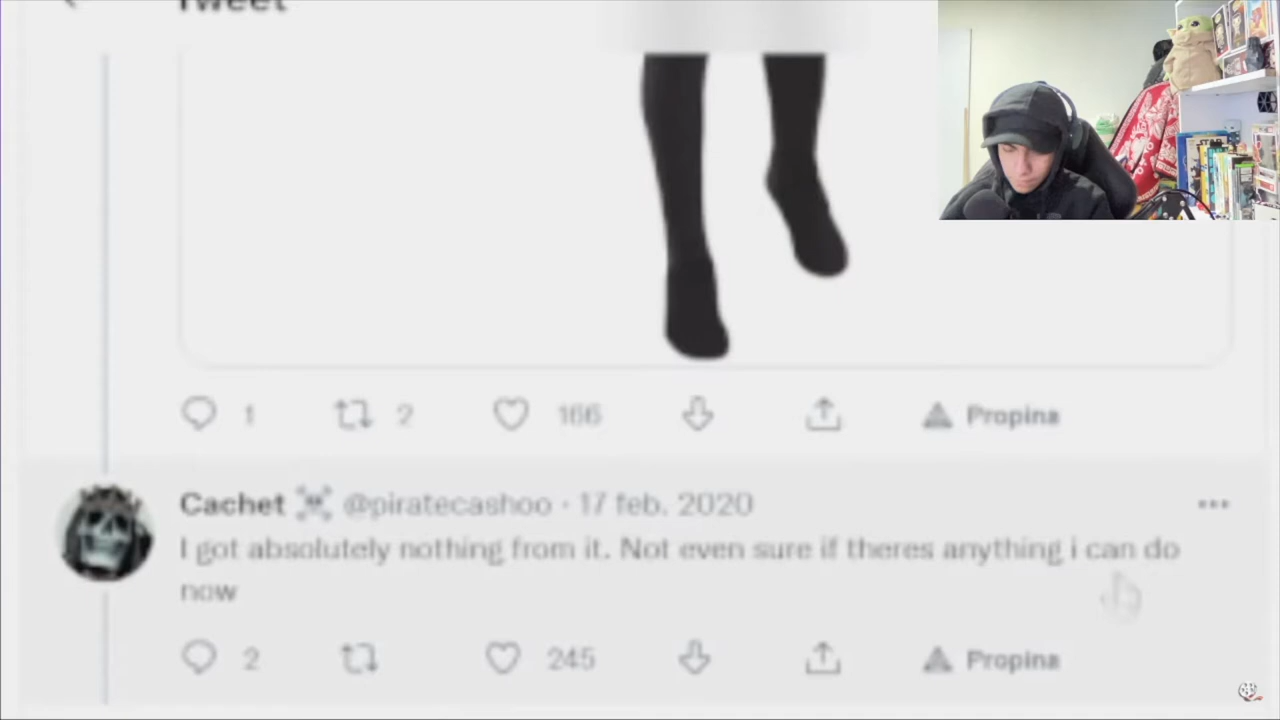 Tweet
1 2 166 Propina
Cachet @piratecashoo · 17 feb. 2020
I got absolutely nothing from it. Not even sure if theres anything i can do
now
2 245 Propina